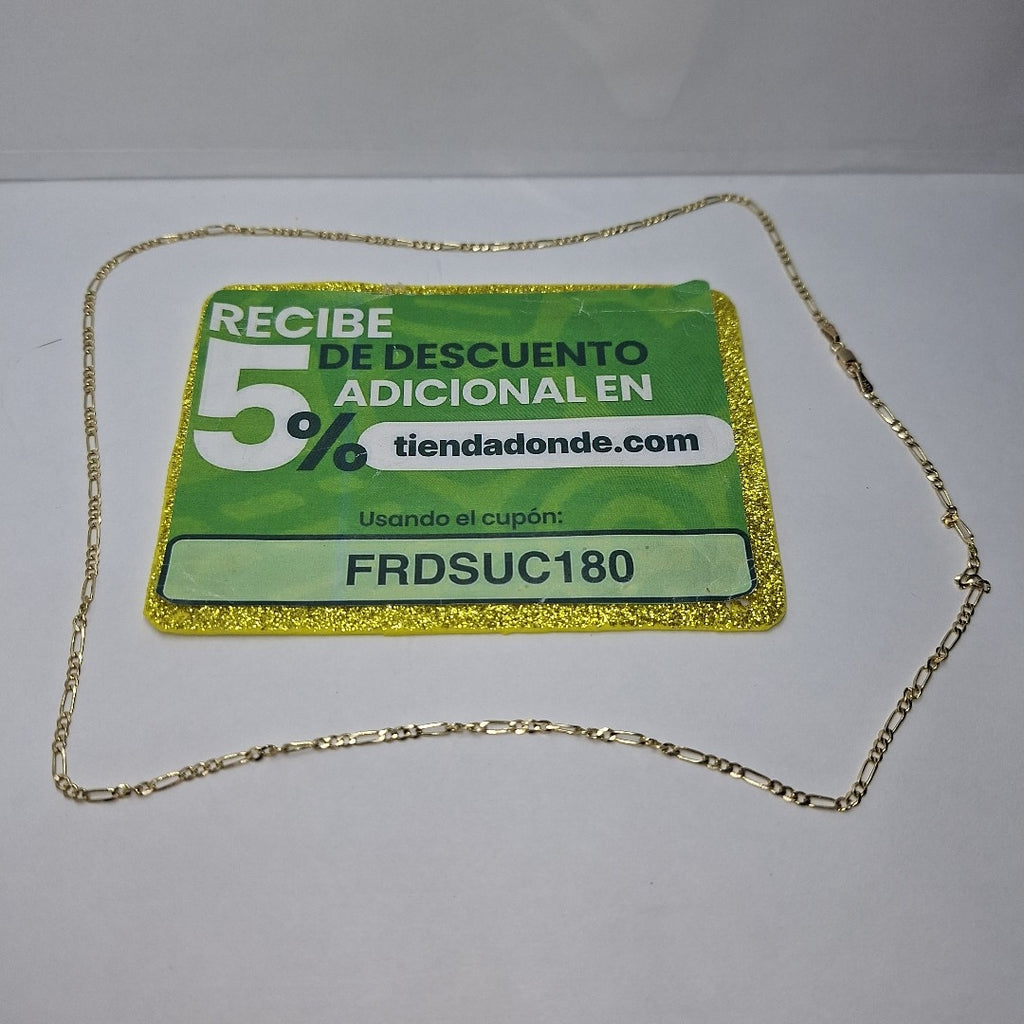 RECIBE
5% DE DESCUENTO
ADICIONAL EN
tiendadonde.com
Usando el cupón:
FRDSUC180